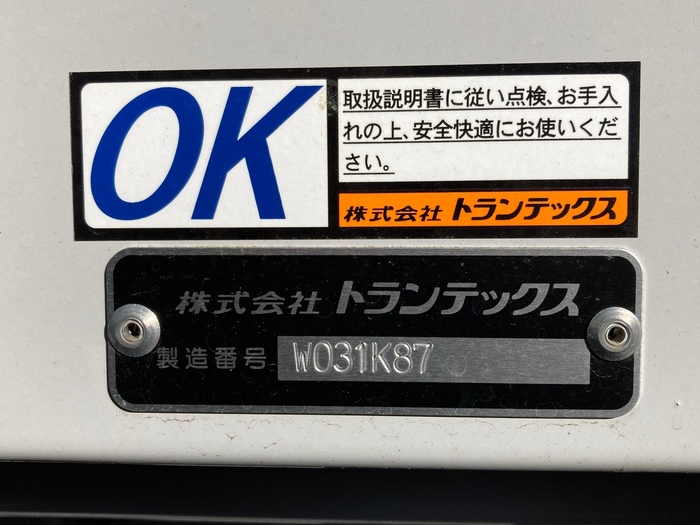 OK
取扱説明書に従い点検、お手入
れの上、安全快適にお使いくだ
さい。
株式会社 トランテックス
株式会社 トランテックス
製造番号 W031K87